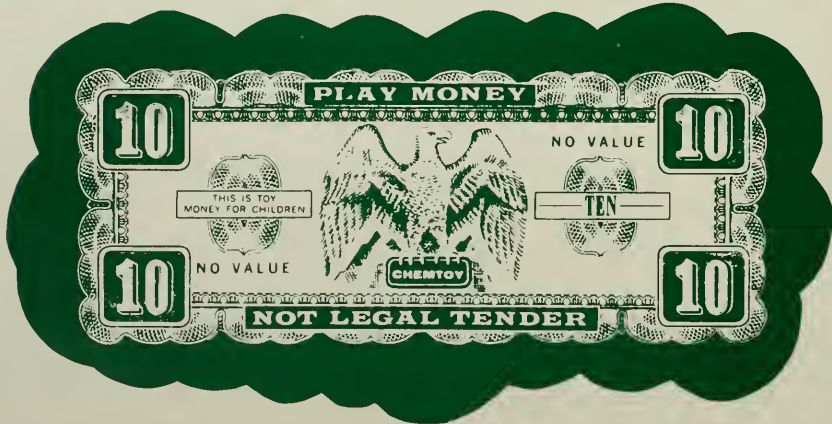 PLAY MONEY
10
10
NO VALUE
THIS IS TOY
MONEY FOR CHILDREN
TEN
NO VALUE
CHEMTOY
10
10
NOT LEGAL TENDER